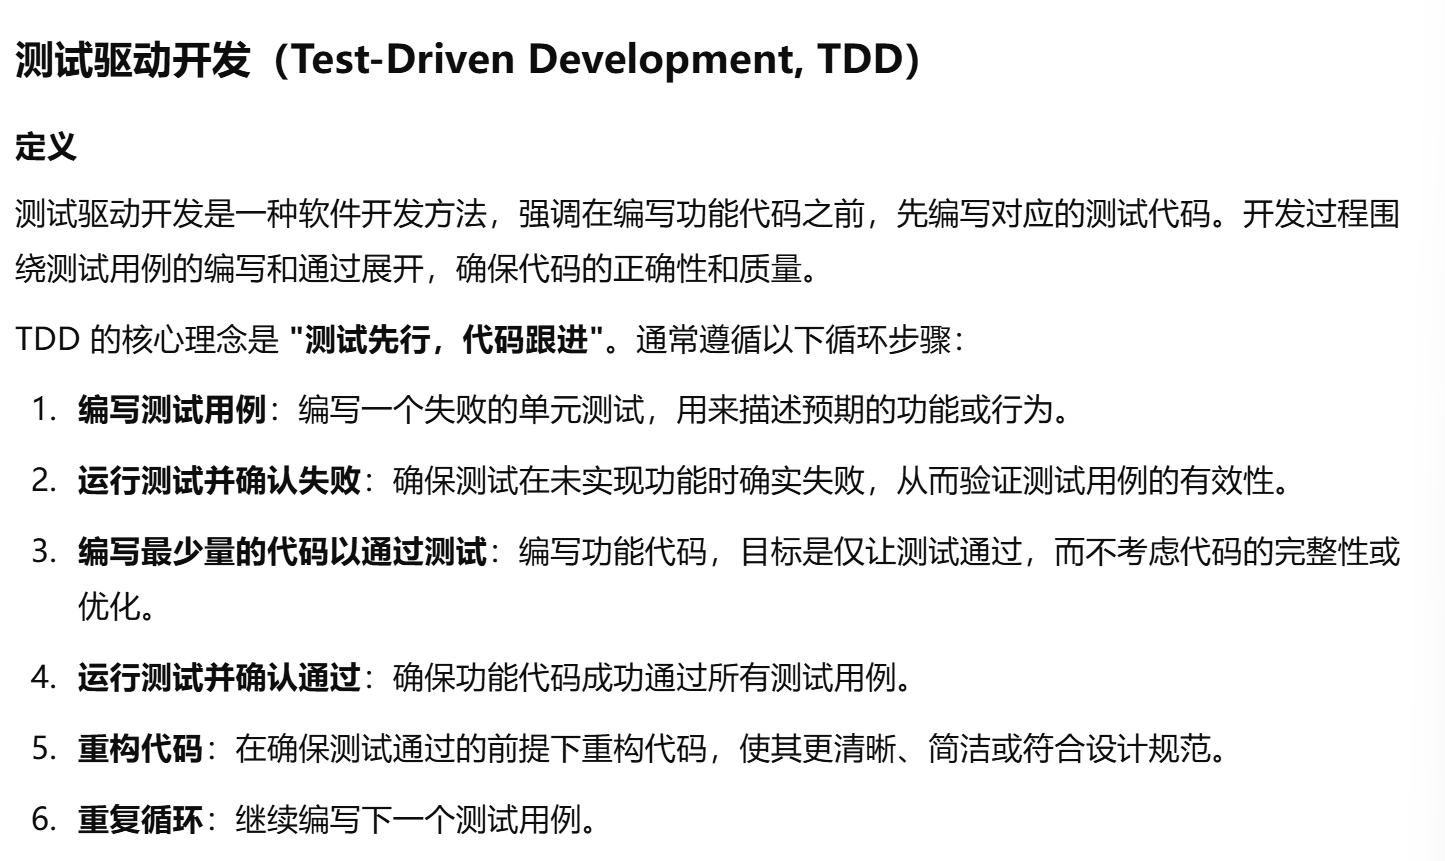 测试驱动开发（Test-Driven Development, TDD）
定义
测试驱动开发是一种软件开发方法，强调在编写功能代码之前，先编写对应的测试代码。开发过程围
绕测试用例的编写和通过展开，确保代码的正确性和质量。
TDD 的核心理念是 "测试先行，代码跟进"。通常遵循以下循环步骤：
1. 编写测试用例：编写一个失败的单元测试，用来描述预期的功能或行为。
2. 运行测试并确认失败：确保测试在未实现功能时确实失败，从而验证测试用例的有效性。
3. 编写最少量的代码以通过测试：编写功能代码，目标是仅让测试通过，而不考虑代码的完整性或
优化。
4. 运行测试并确认通过：确保功能代码成功通过所有测试用例。
5. 重构代码：在确保测试通过的前提下重构代码，使其更清晰、简洁或符合设计规范。
6. 重复循环：继续编写下一个测试用例。